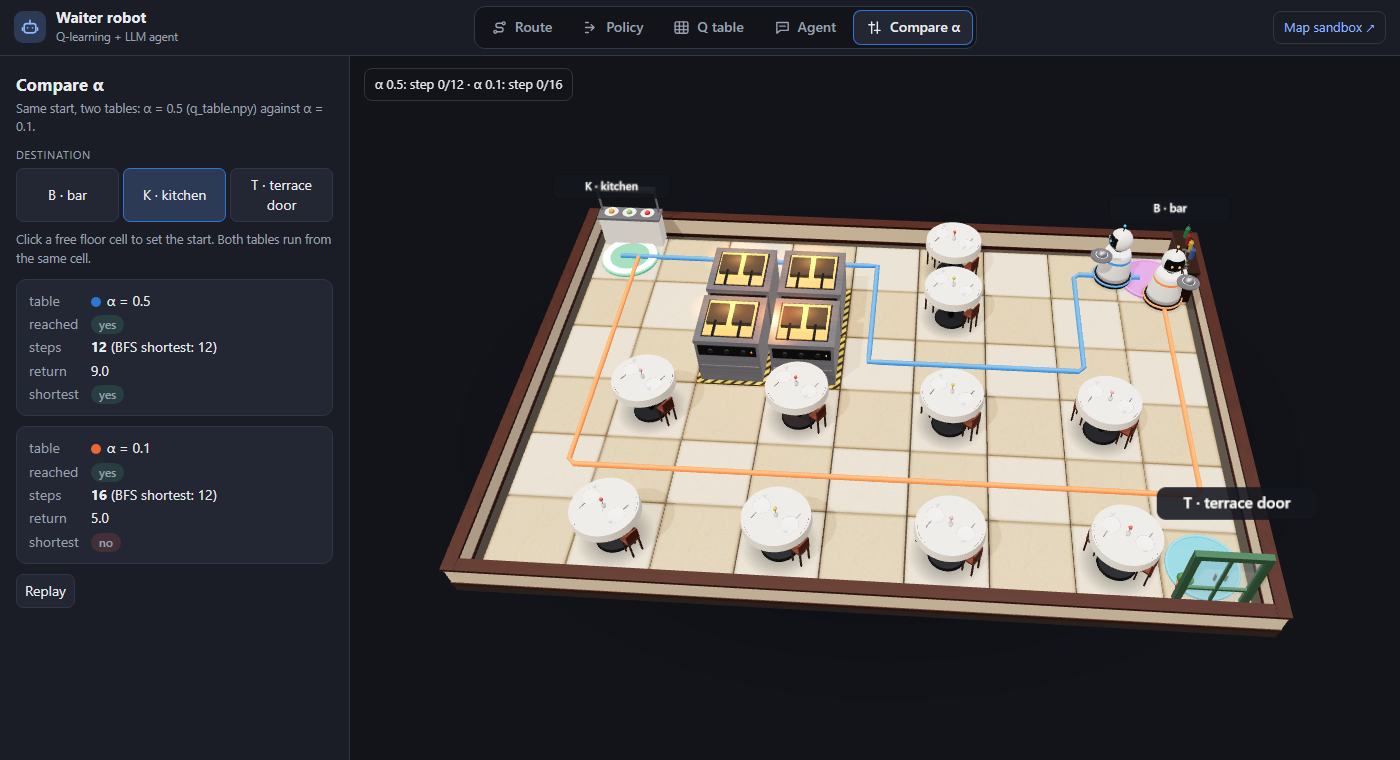 Waiter robot
Q-learning + LLM agent
Route
Policy
Q table
Agent
Compare α
Map sandbox ↗
Compare α
Same start, two tables: α = 0.5 (q_table.npy) against α =
0.1.
DESTINATION
B · bar
K · kitchen
T · terrace
door
Click a free floor cell to set the start. Both tables run from
the same cell.
table α = 0.5
reached yes
steps 12 (BFS shortest: 12)
return 9.0
shortest yes
table α = 0.1
reached yes
steps 16 (BFS shortest: 12)
return 5.0
shortest no
Replay
α 0.5: step 0/12 · α 0.1: step 0/16
K · kitchen
B · bar
T · terrace door